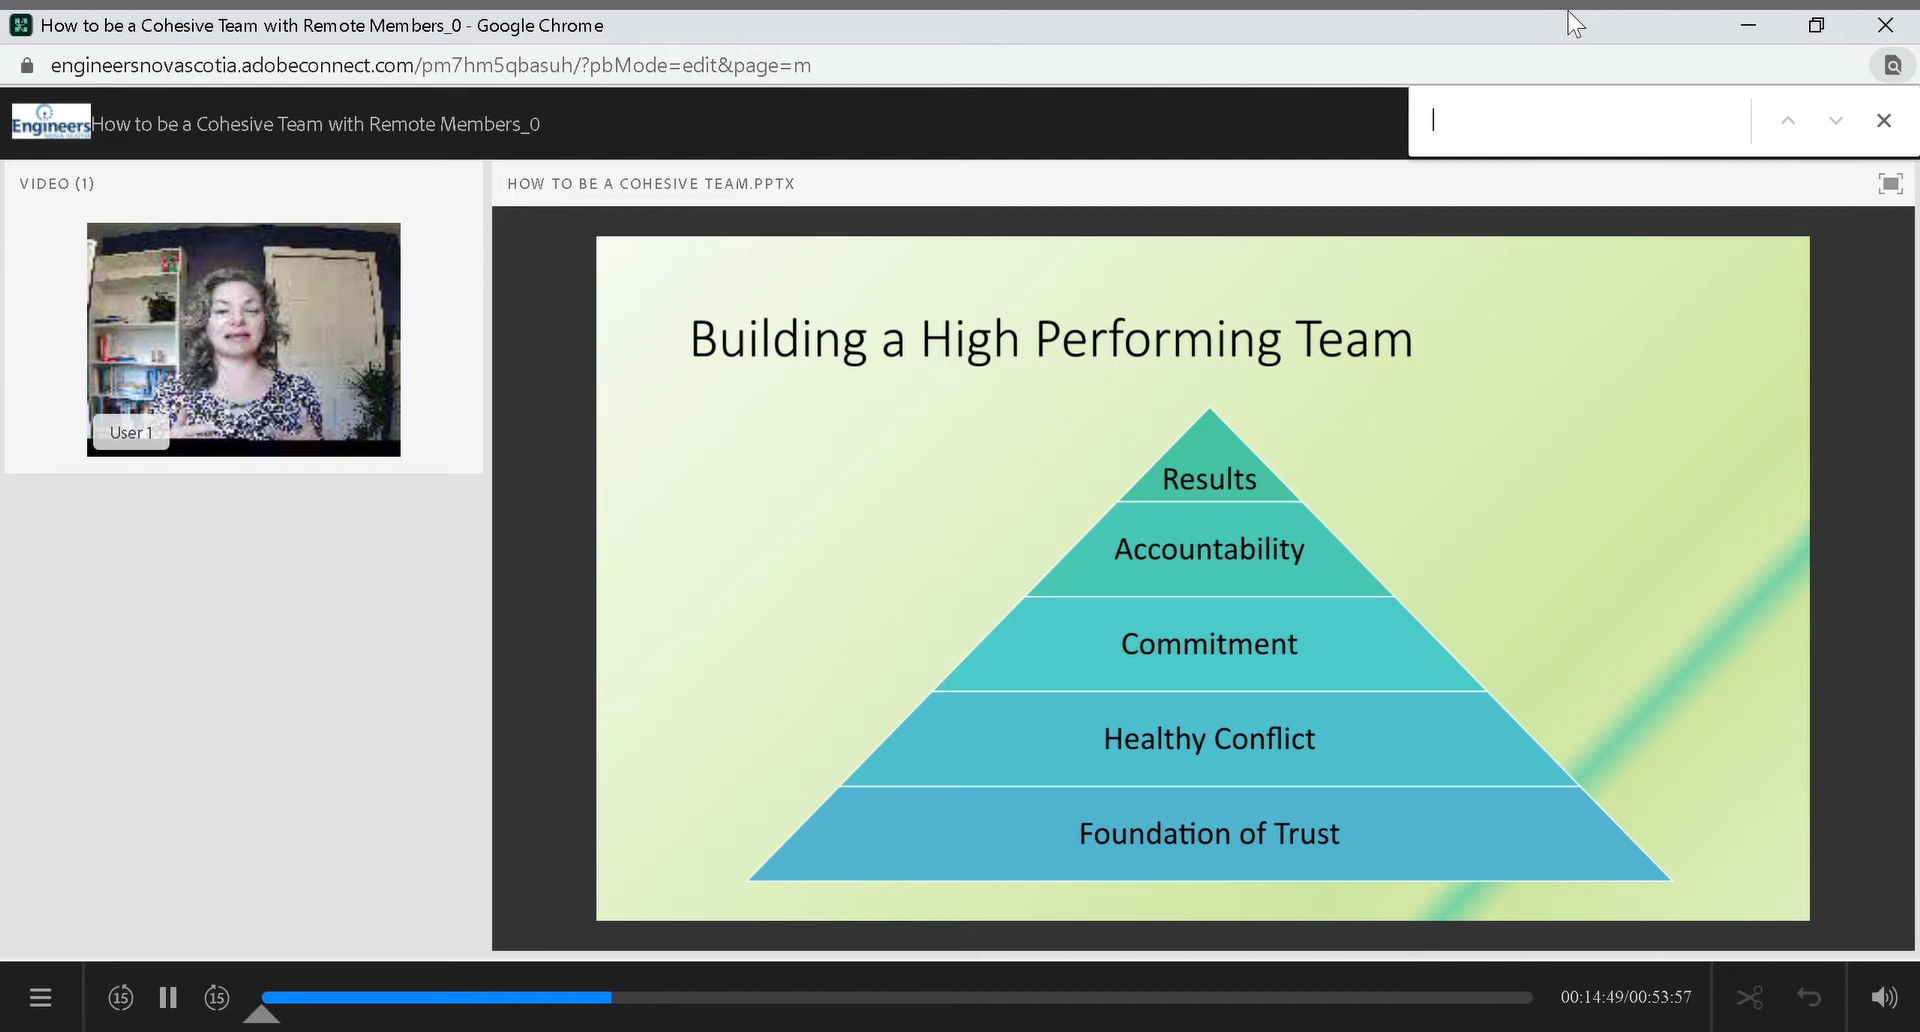 How to be a Cohesive Team with Remote Members_0 - Google Chrome
engineersnovascotia.adobeconnect.com/pm7hm5qbasuh/?pbMode=edit&page=m
Engineers
NOVA SCOTIA
How to be a Cohesive Team with Remote Members_0
VIDEO (1)
HOW TO BE A COHESIVE TEAM.PPTX
User 1
Building a High Performing Team
Results
Accountability
Commitment
Healthy Conflict
Foundation of Trust
15
15
00:14:49/00:53:57